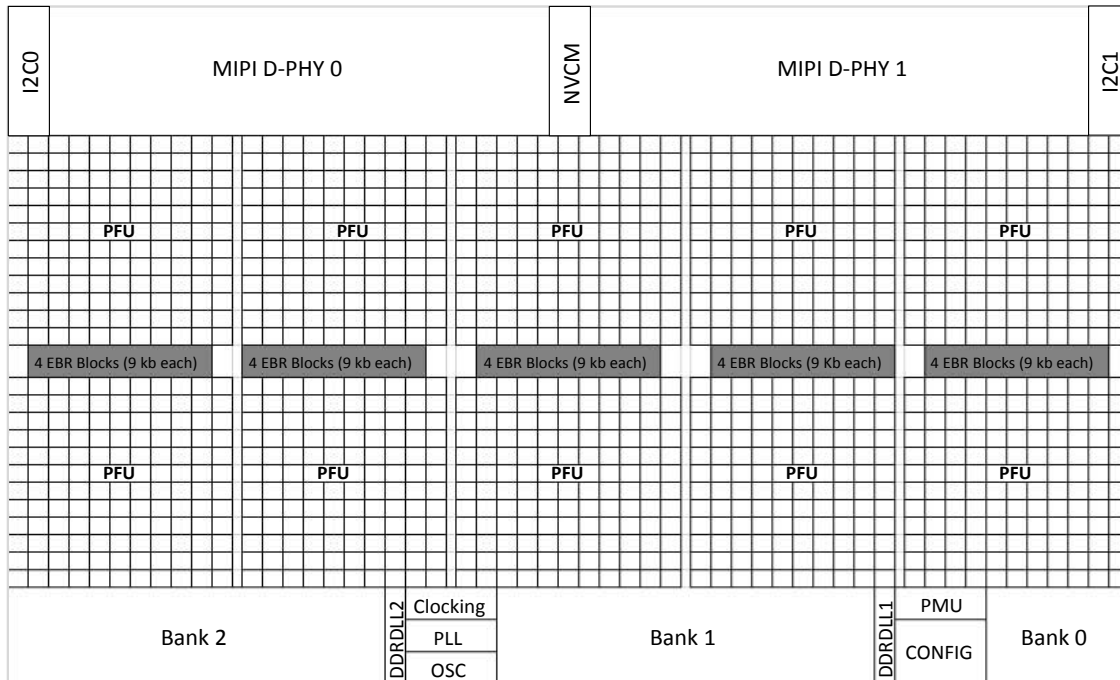 I2C0
MIPI D-PHY 0
NVCM
MIPI D-PHY 1
I2C1
PFU
PFU
PFU
PFU
PFU
4 EBR Blocks (9 kb each)
4 EBR Blocks (9 kb each)
4 EBR Blocks (9 kb each)
4 EBR Blocks (9 Kb each)
4 EBR Blocks (9 kb each)
PFU
PFU
PFU
PFU
PFU
Bank 2
DDRDLL2
Clocking
PLL
OSC
Bank 1
DDRDLL1
PMU
CONFIG
Bank 0